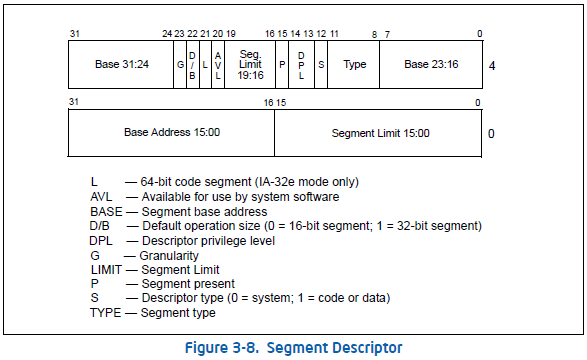 31 24 23 22 21 20 19 16 15 14 13 12 11 8 7 0
Base 31:24 G D/B L AVL Seg. Limit 19:16 P DPL S Type Base 23:16 4
31 16 15 0
Base Address 15:00 Segment Limit 15:00 0
L — 64-bit code segment (IA-32e mode only)
AVL — Available for use by system software
BASE — Segment base address
D/B — Default operation size (0 = 16-bit segment; 1 = 32-bit segment)
DPL — Descriptor privilege level
G — Granularity
LIMIT — Segment Limit
P — Segment present
S — Descriptor type (0 = system; 1 = code or data)
TYPE — Segment type
Figure 3-8. Segment Descriptor